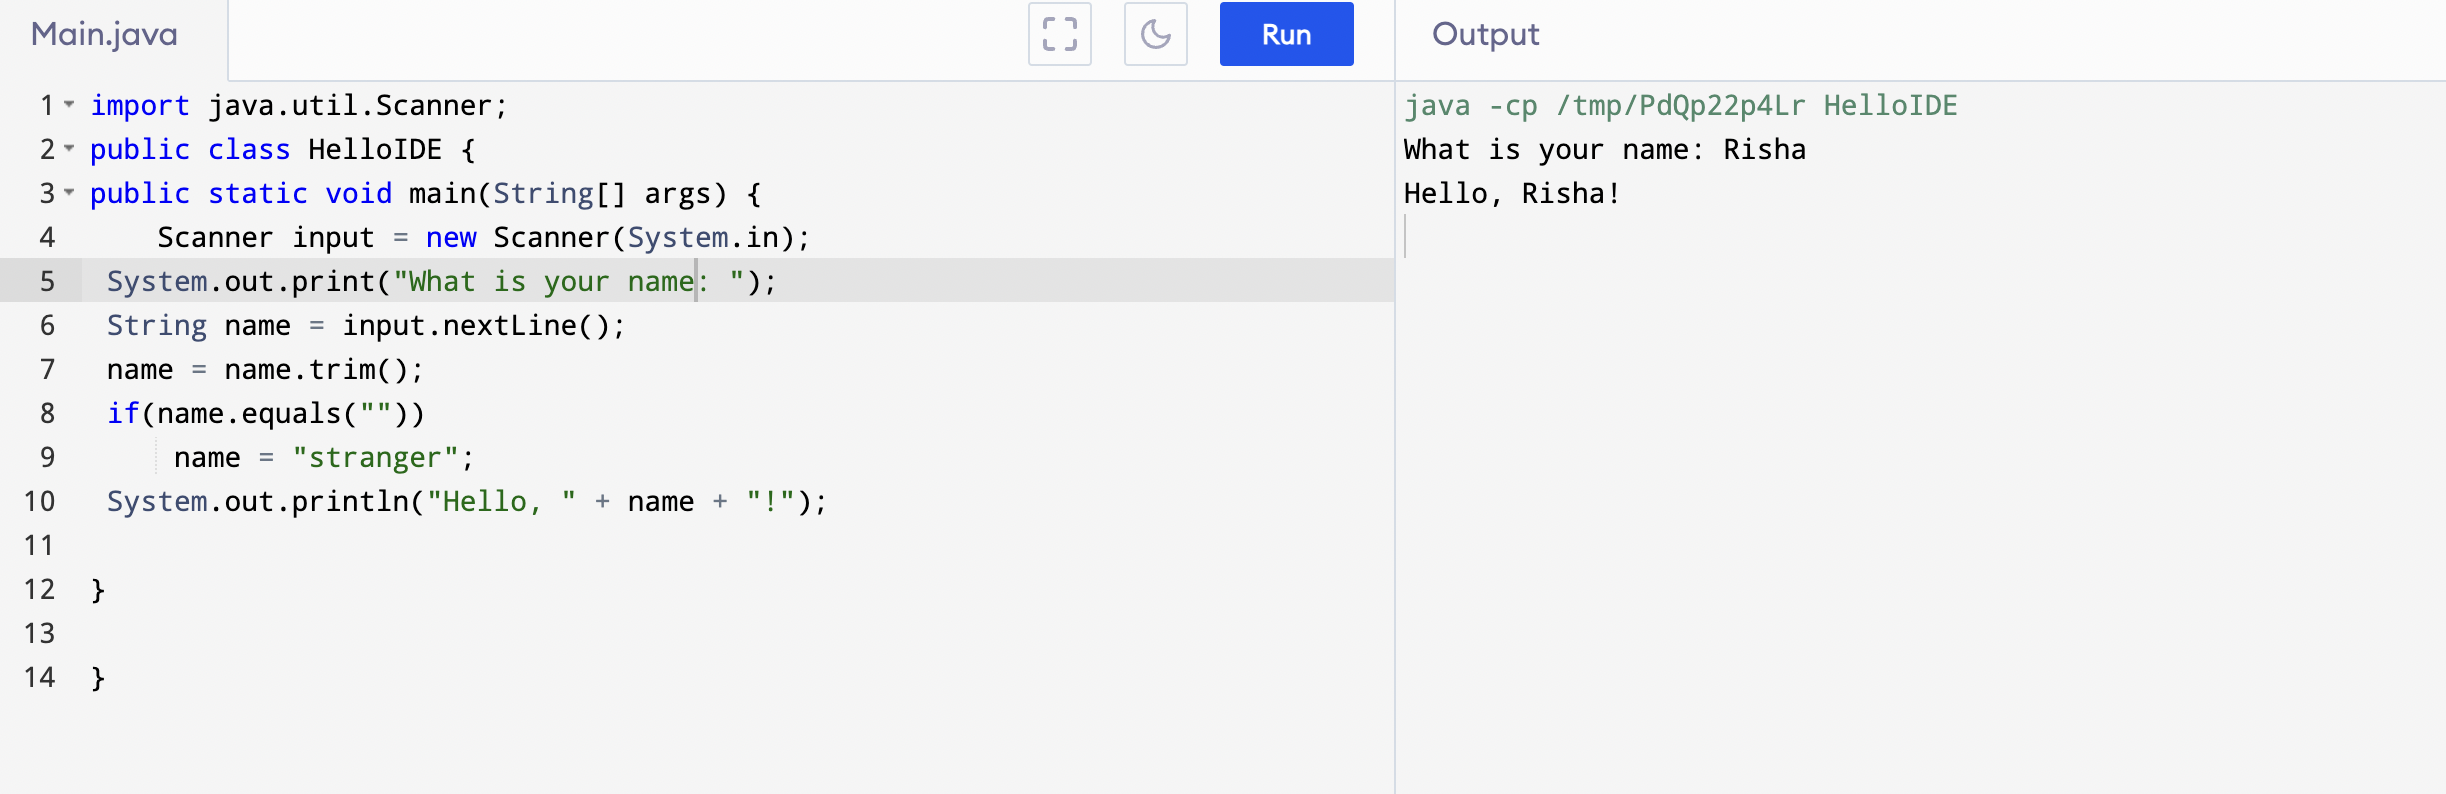 Main.java
Run
Output
1 import java.util.Scanner;
2 public class HelloIDE {
3 public static void main(String[] args) {
4     Scanner input = new Scanner(System.in);
5  System.out.print("What is your name: ");
6  String name = input.nextLine();
7  name = name.trim();
8  if(name.equals(""))
9      name = "stranger";
10  System.out.println("Hello, " + name + "!");
11
12 }
13
14 }
java -cp /tmp/PdQp22p4Lr HelloIDE
What is your name: Risha
Hello, Risha!